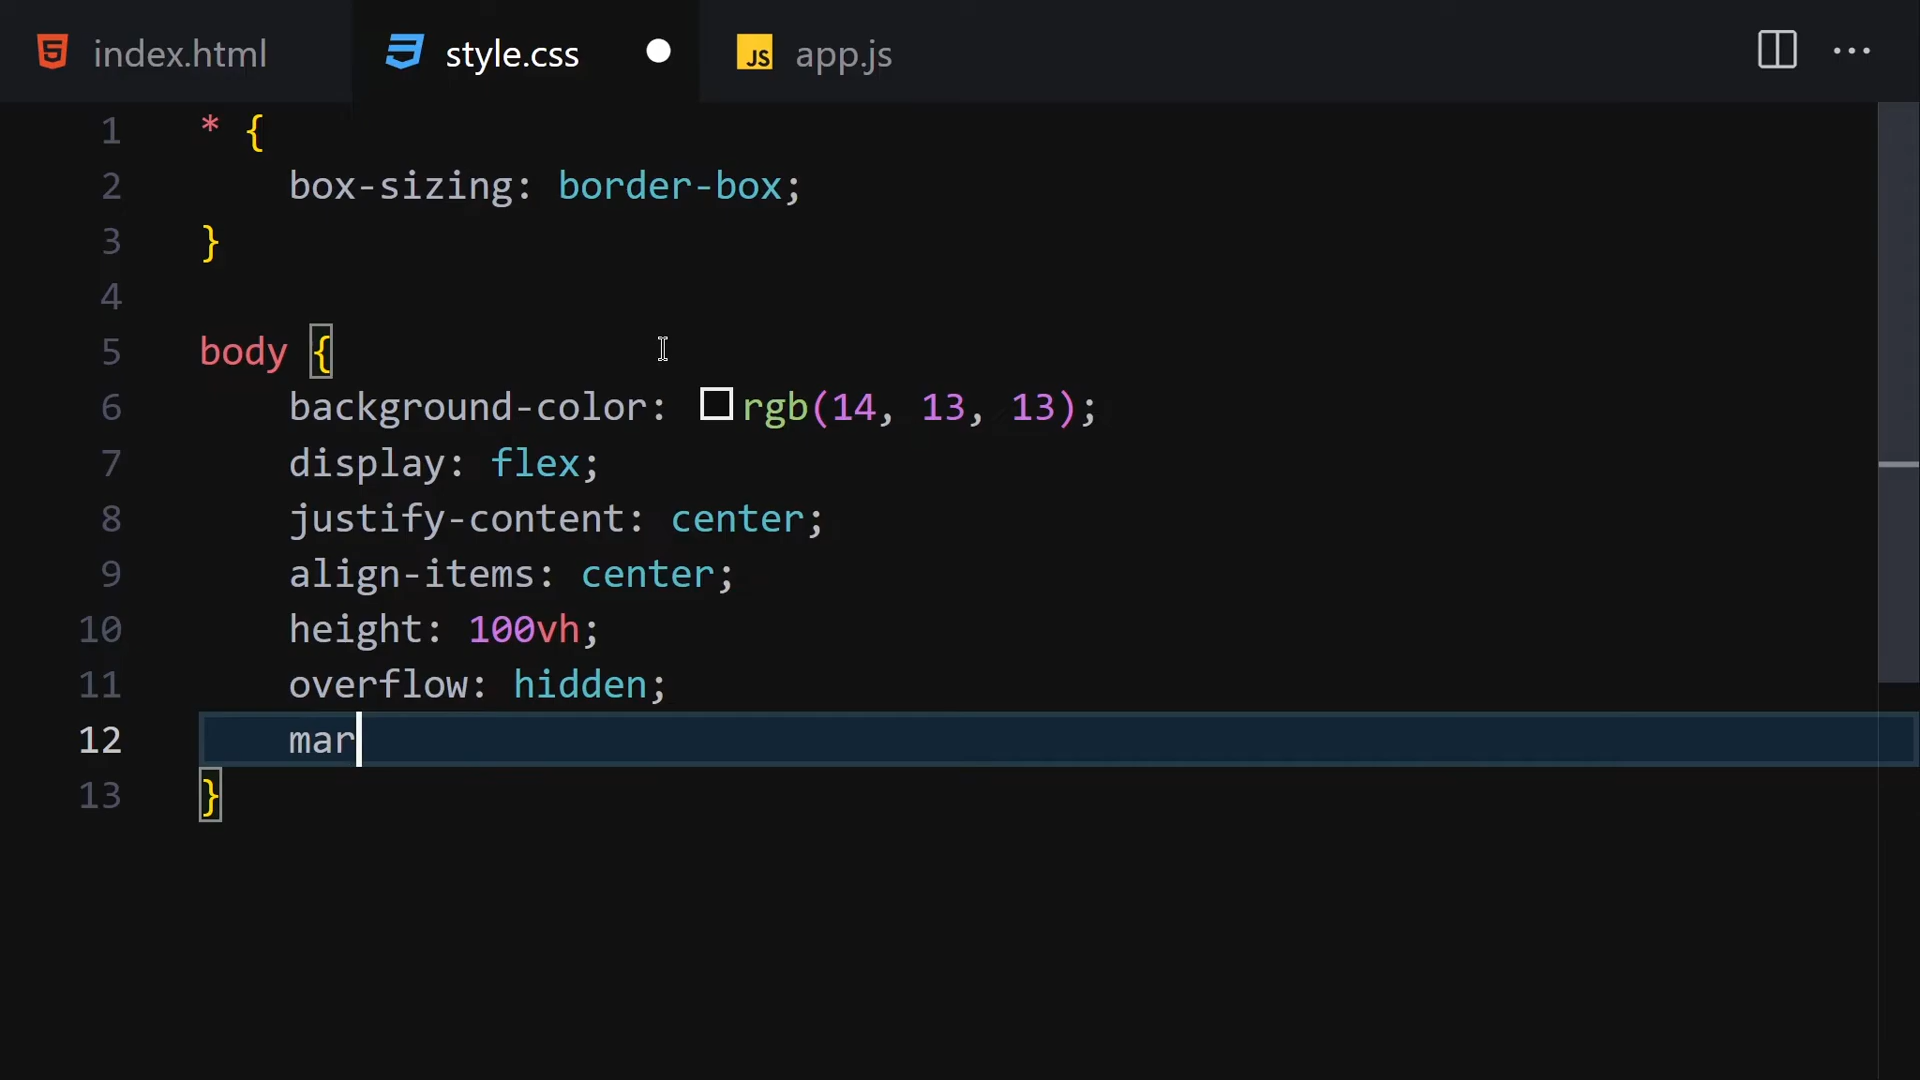 index.html style.css JS app.js
1 * {
2 box-sizing: border-box;
3 }
4
5 body {
6 background-color: rgb(14, 13, 13);
7 display: flex;
8 justify-content: center;
9 align-items: center;
10 height: 100vh;
11 overflow: hidden;
12 mar
13 }